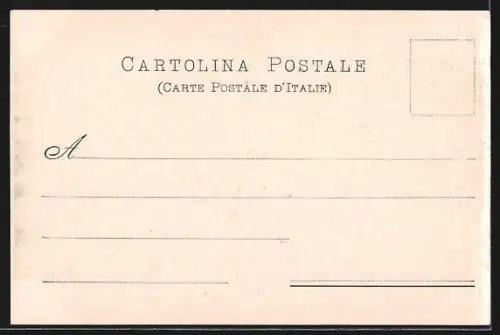 CARTOLINA POSTALE
(CARTE POSTALE D'ITALIE)
A